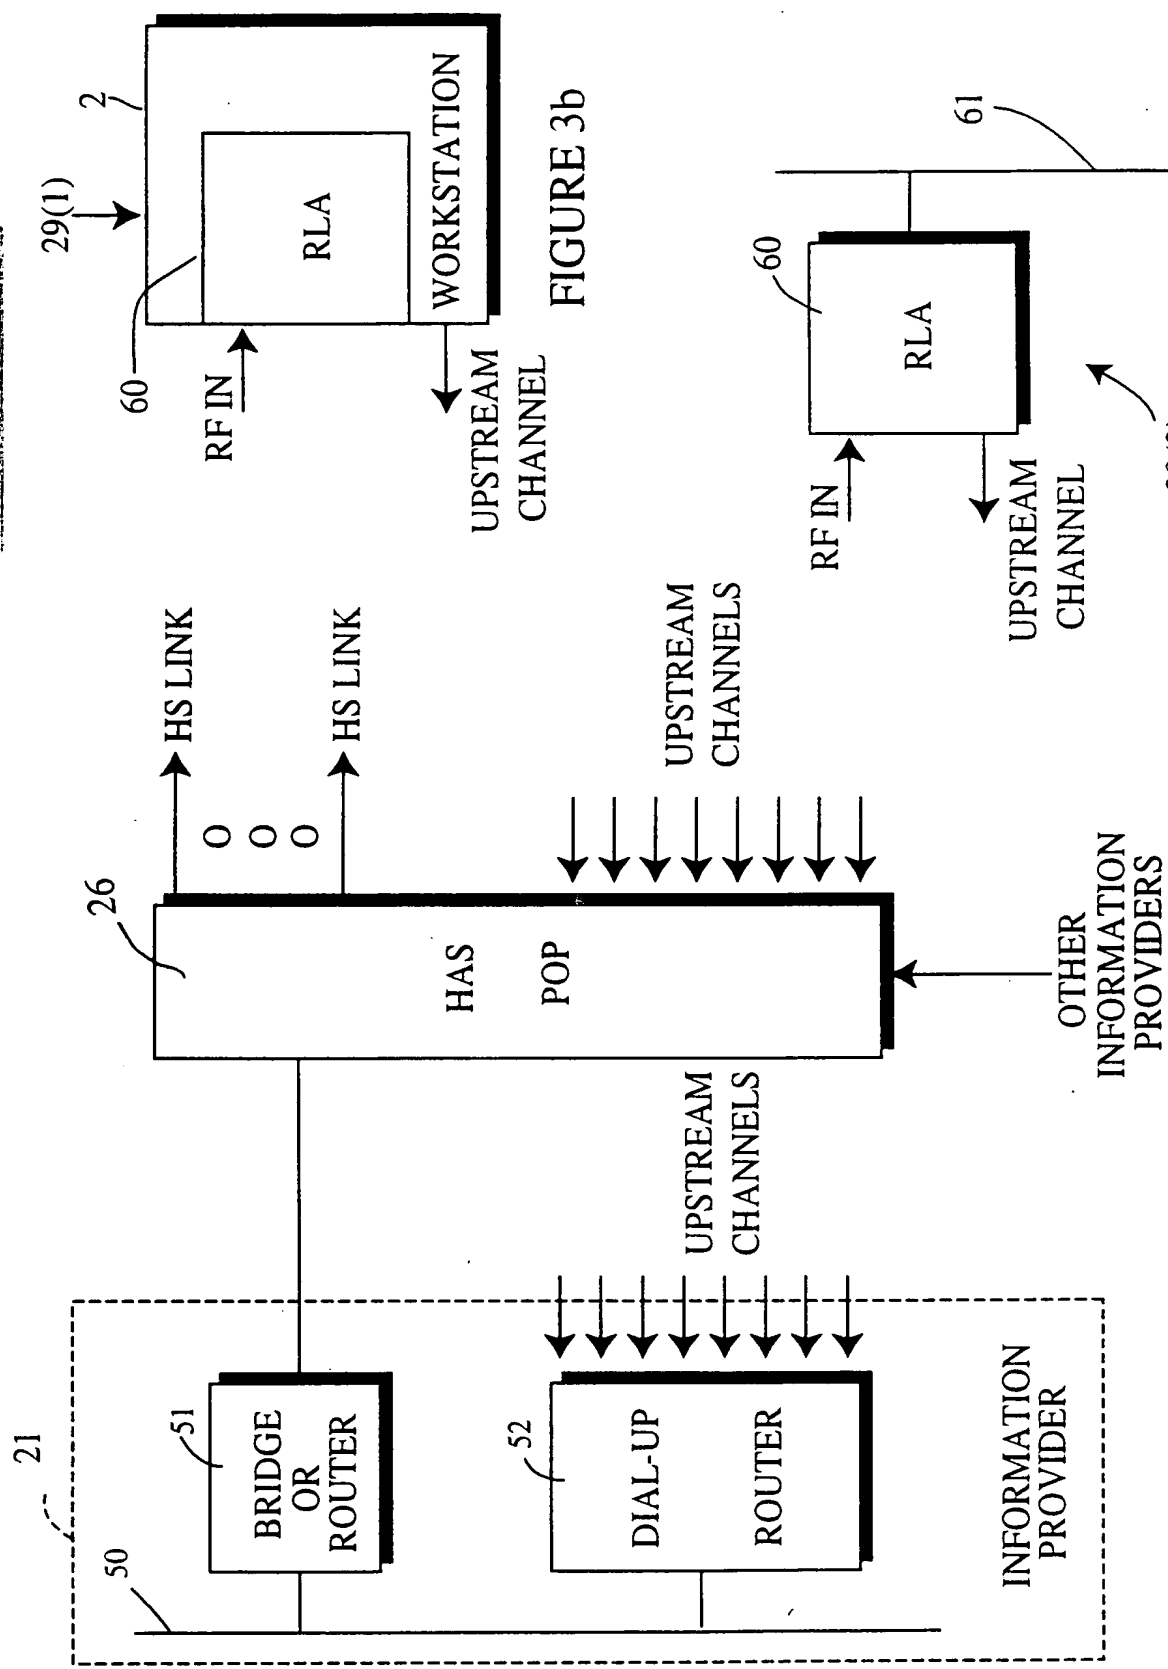 21
50
51
BRIDGE
OR
ROUTER
52
DIAL-UP
ROUTER
INFORMATION
PROVIDER
UPSTREAM
CHANNELS
26
HAS
POP
HS LINK
O O O
HS LINK
UPSTREAM
CHANNELS
OTHER
INFORMATION
PROVIDERS
29(1)
2
60
RF IN
RLA
WORKSTATION
UPSTREAM
CHANNEL
FIGURE 3b
60
61
RF IN
RLA
UPSTREAM
CHANNEL